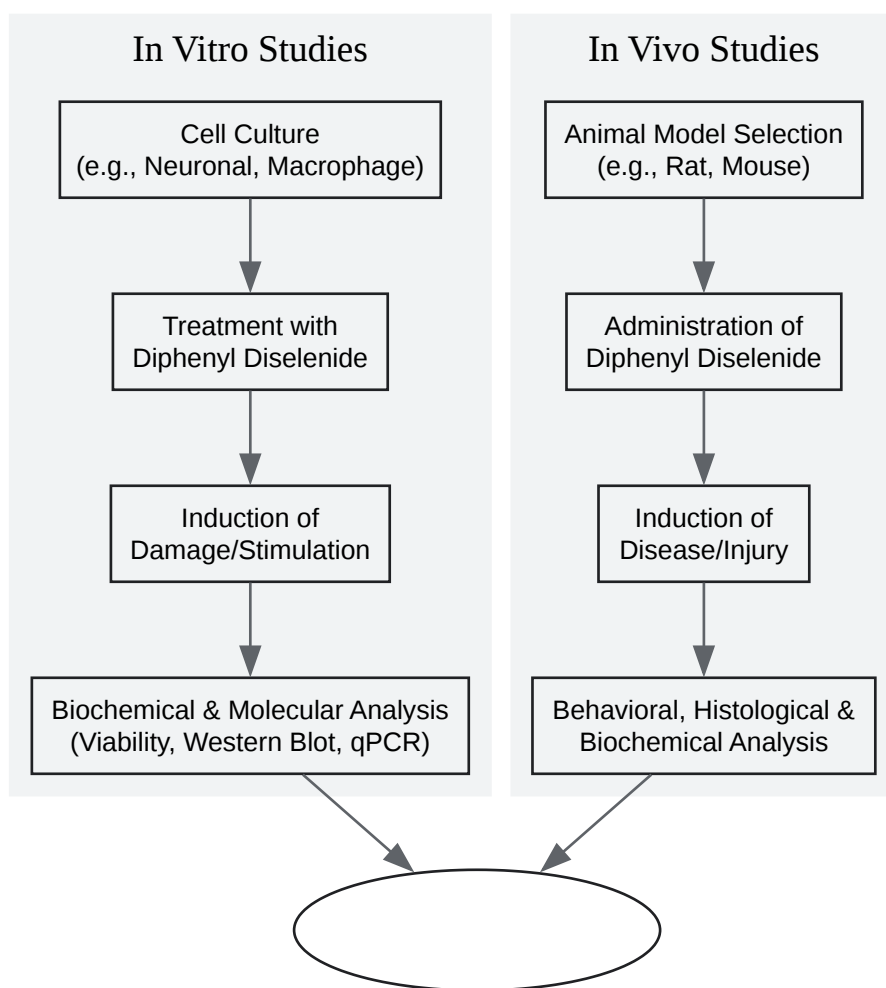 In Vitro Studies
Cell Culture
(e.g., Neuronal, Macrophage)
Treatment with
Diphenyl Diselenide
Induction of
Damage/Stimulation
Biochemical & Molecular Analysis
(Viability, Western Blot, qPCR)
In Vivo Studies
Animal Model Selection
(e.g., Rat, Mouse)
Administration of
Diphenyl Diselenide
Induction of
Disease/Injury
Behavioral, Histological &
Biochemical Analysis